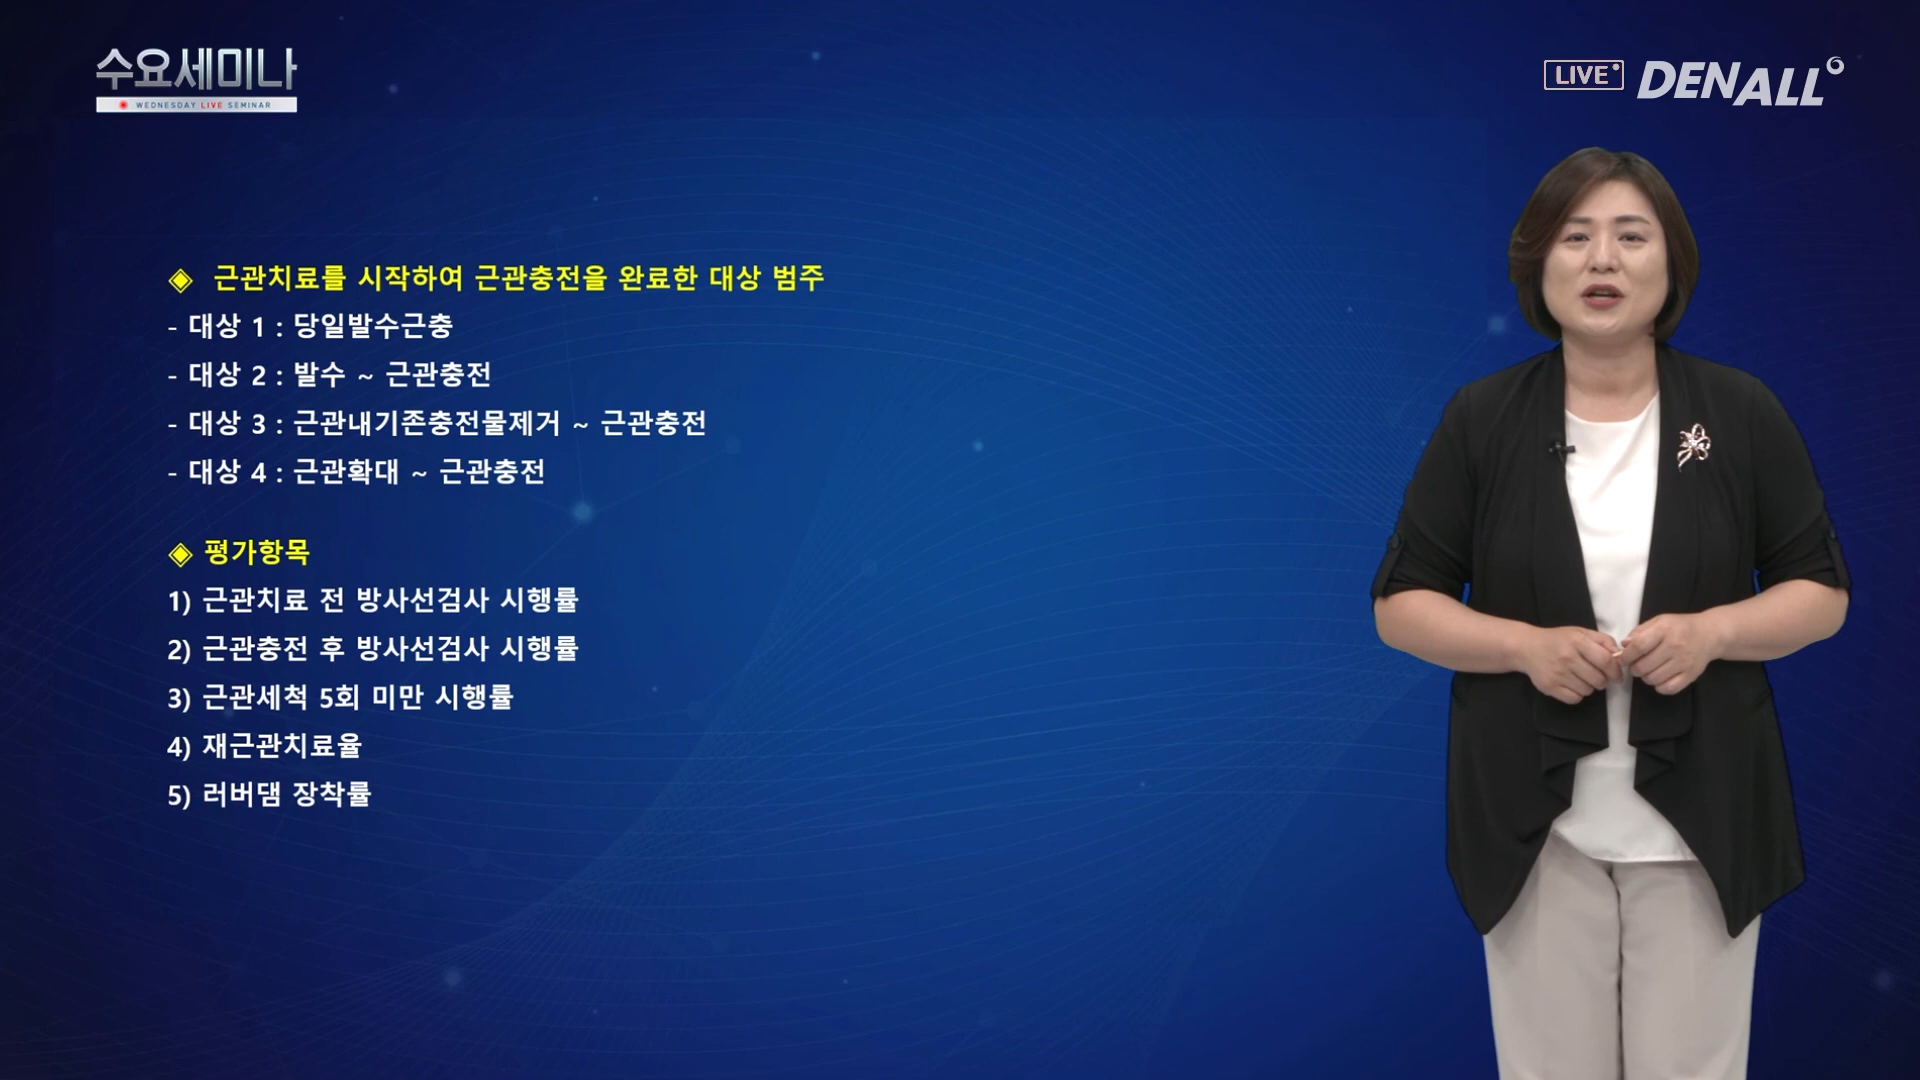 수요세미나
WEDNESDAY LIVE SEMINAR
LIVE
DENALL
◈ 근관치료를 시작하여 근관충전을 완료한 대상 범주
- 대상 1 : 당일발수근충
- 대상 2 : 발수 ~ 근관충전
- 대상 3 : 근관내기존충전물제거 ~ 근관충전
- 대상 4 : 근관확대 ~ 근관충전
◈ 평가항목
1) 근관치료 전 방사선검사 시행률
2) 근관충전 후 방사선검사 시행률
3) 근관세척 5회 미만 시행률
4) 재근관치료율
5) 러버댐 장착률